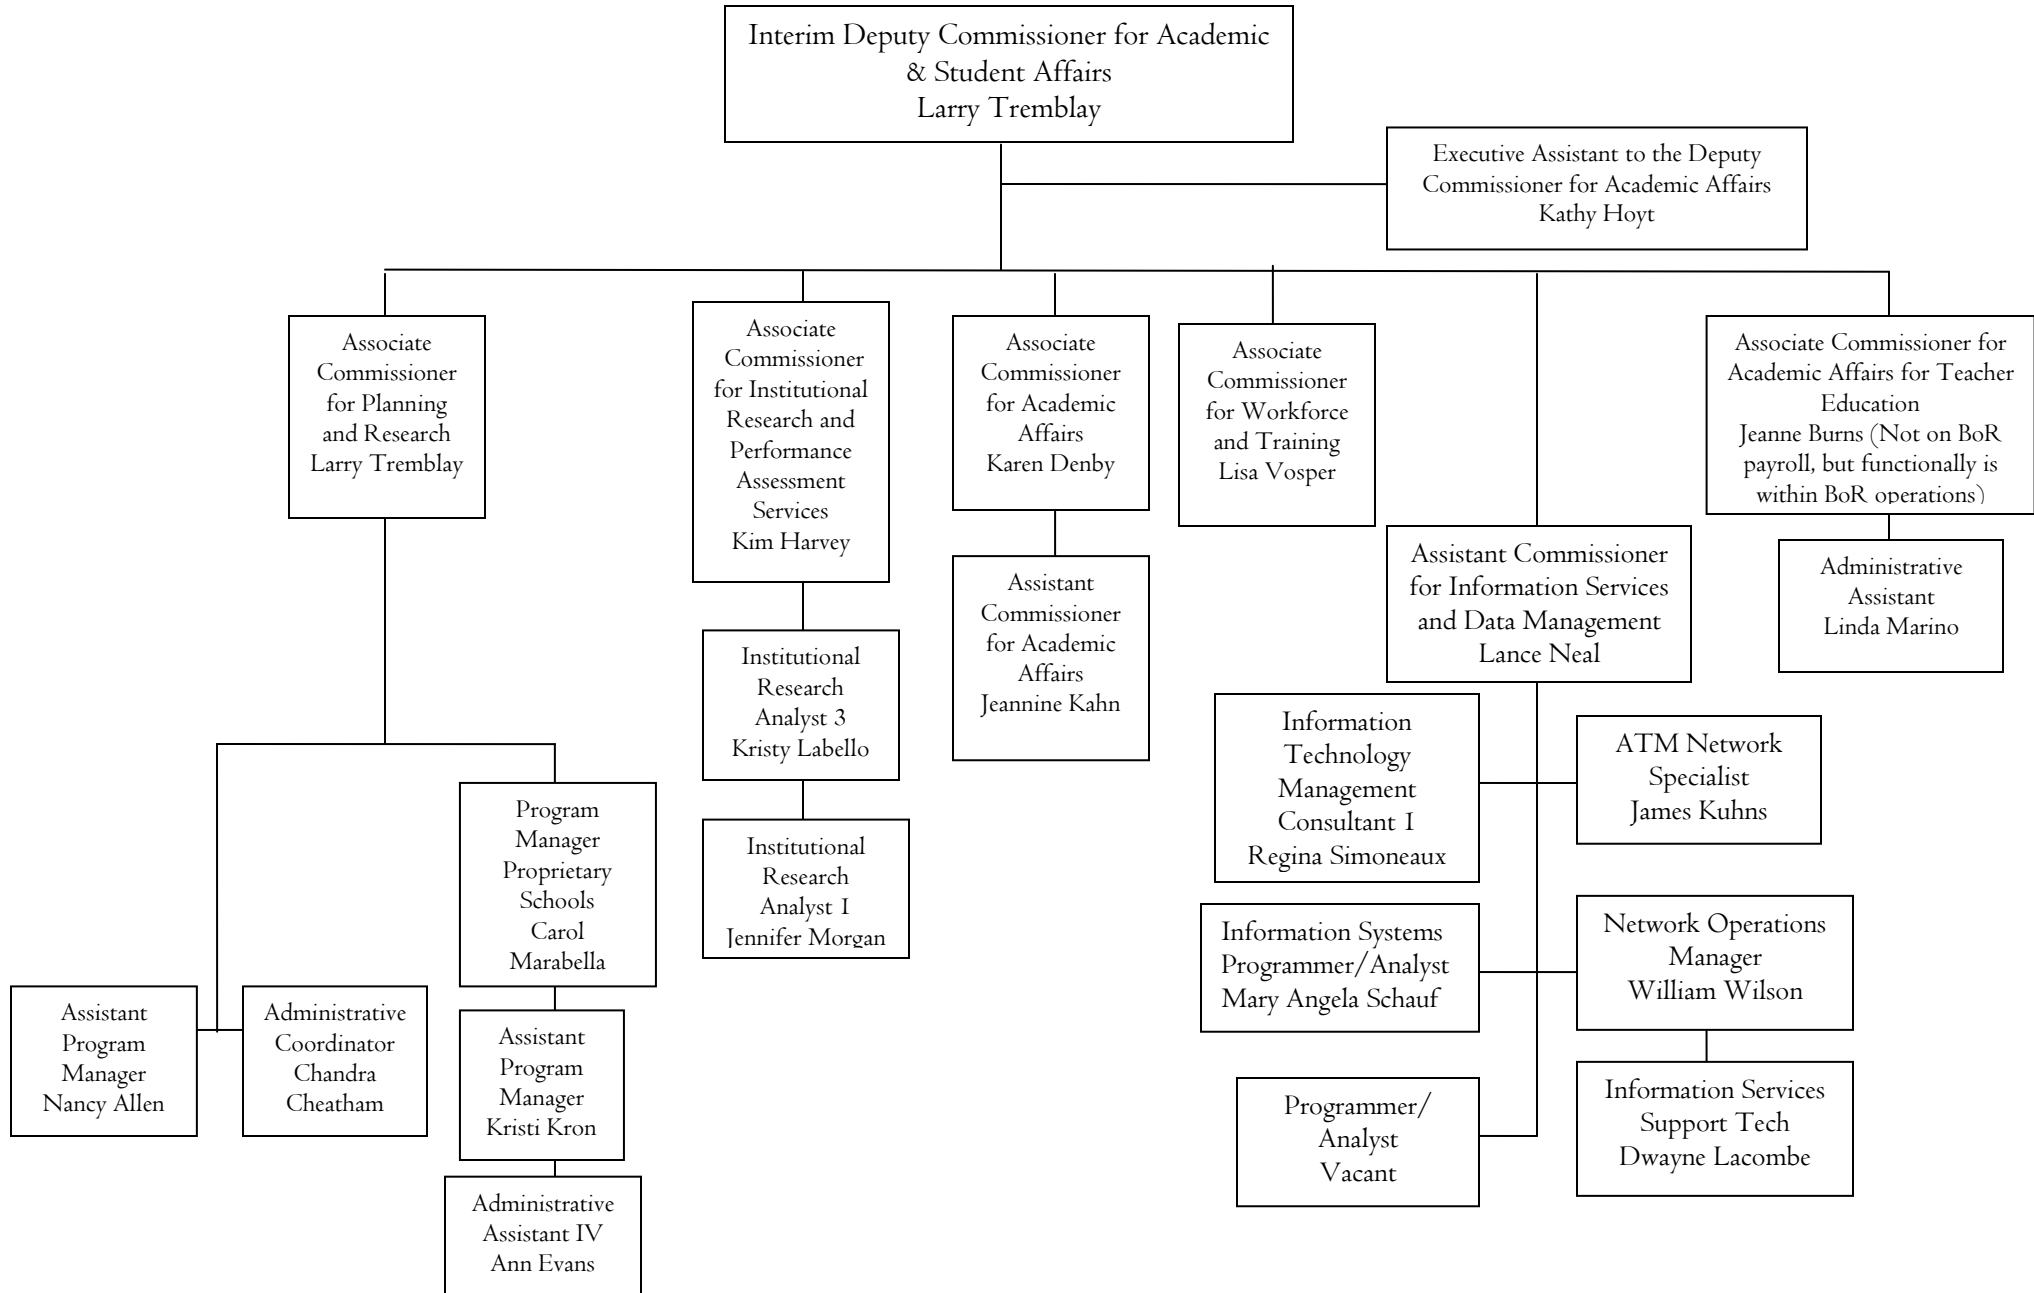 Interim Deputy Commissioner for Academic
& Student Affairs
Larry Tremblay
Executive Assistant to the Deputy
Commissioner for Academic Affairs
Kathy Hoyt
Associate
Commissioner
for Planning
and Research
Larry Tremblay
Associate
Commissioner
for Institutional
Research and
Performance
Assessment
Services
Kim Harvey
Associate
Commissioner
for Academic
Affairs
Karen Denby
Associate
Commissioner
for Workforce
and Training
Lisa Vosper
Associate Commissioner for
Academic Affairs for Teacher
Education
Jeanne Burns (Not on BoR
payroll, but functionally is
within BoR operations)
Assistant Commissioner
for Information Services
and Data Management
Lance Neal
Administrative
Assistant
Linda Marino
Assistant
Commissioner
for Academic
Affairs
Jeannine Kahn
Institutional
Research
Analyst 3
Kristy Labello
Institutional
Research
Analyst I
Jennifer Morgan
Information
Technology
Management
Consultant I
Regina Simoneaux
ATM Network
Specialist
James Kuhns
Program
Manager
Proprietary
Schools
Carol
Marabella
Information Systems
Programmer/Analyst
Mary Angela Schauf
Network Operations
Manager
William Wilson
Assistant
Program
Manager
Nancy Allen
Administrative
Coordinator
Chandra
Cheatham
Assistant
Program
Manager
Kristi Kron
Programmer/
Analyst
Vacant
Information Services
Support Tech
Dwayne Lacombe
Administrative
Assistant IV
Ann Evans